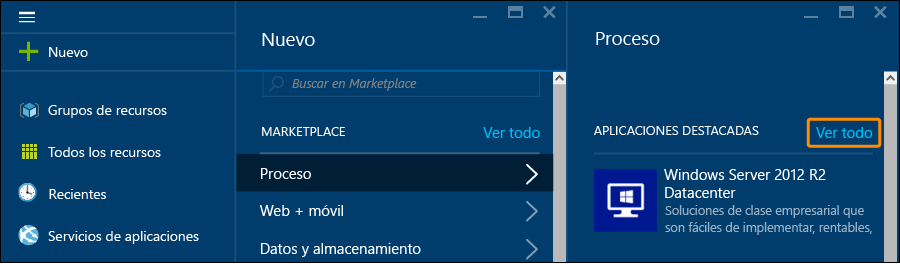 Nuevo
Grupos de recursos
Todos los recursos
Recientes
Servicios de aplicaciones
Nuevo
Buscar en Marketplace
MARKETPLACE Ver todo
Proceso
Web + móvil
Datos y almacenamiento
Proceso
APLICACIONES DESTACADAS Ver todo
Windows Server 2012 R2
Datacenter
Soluciones de clase empresarial que
son fáciles de implementar, rentables,